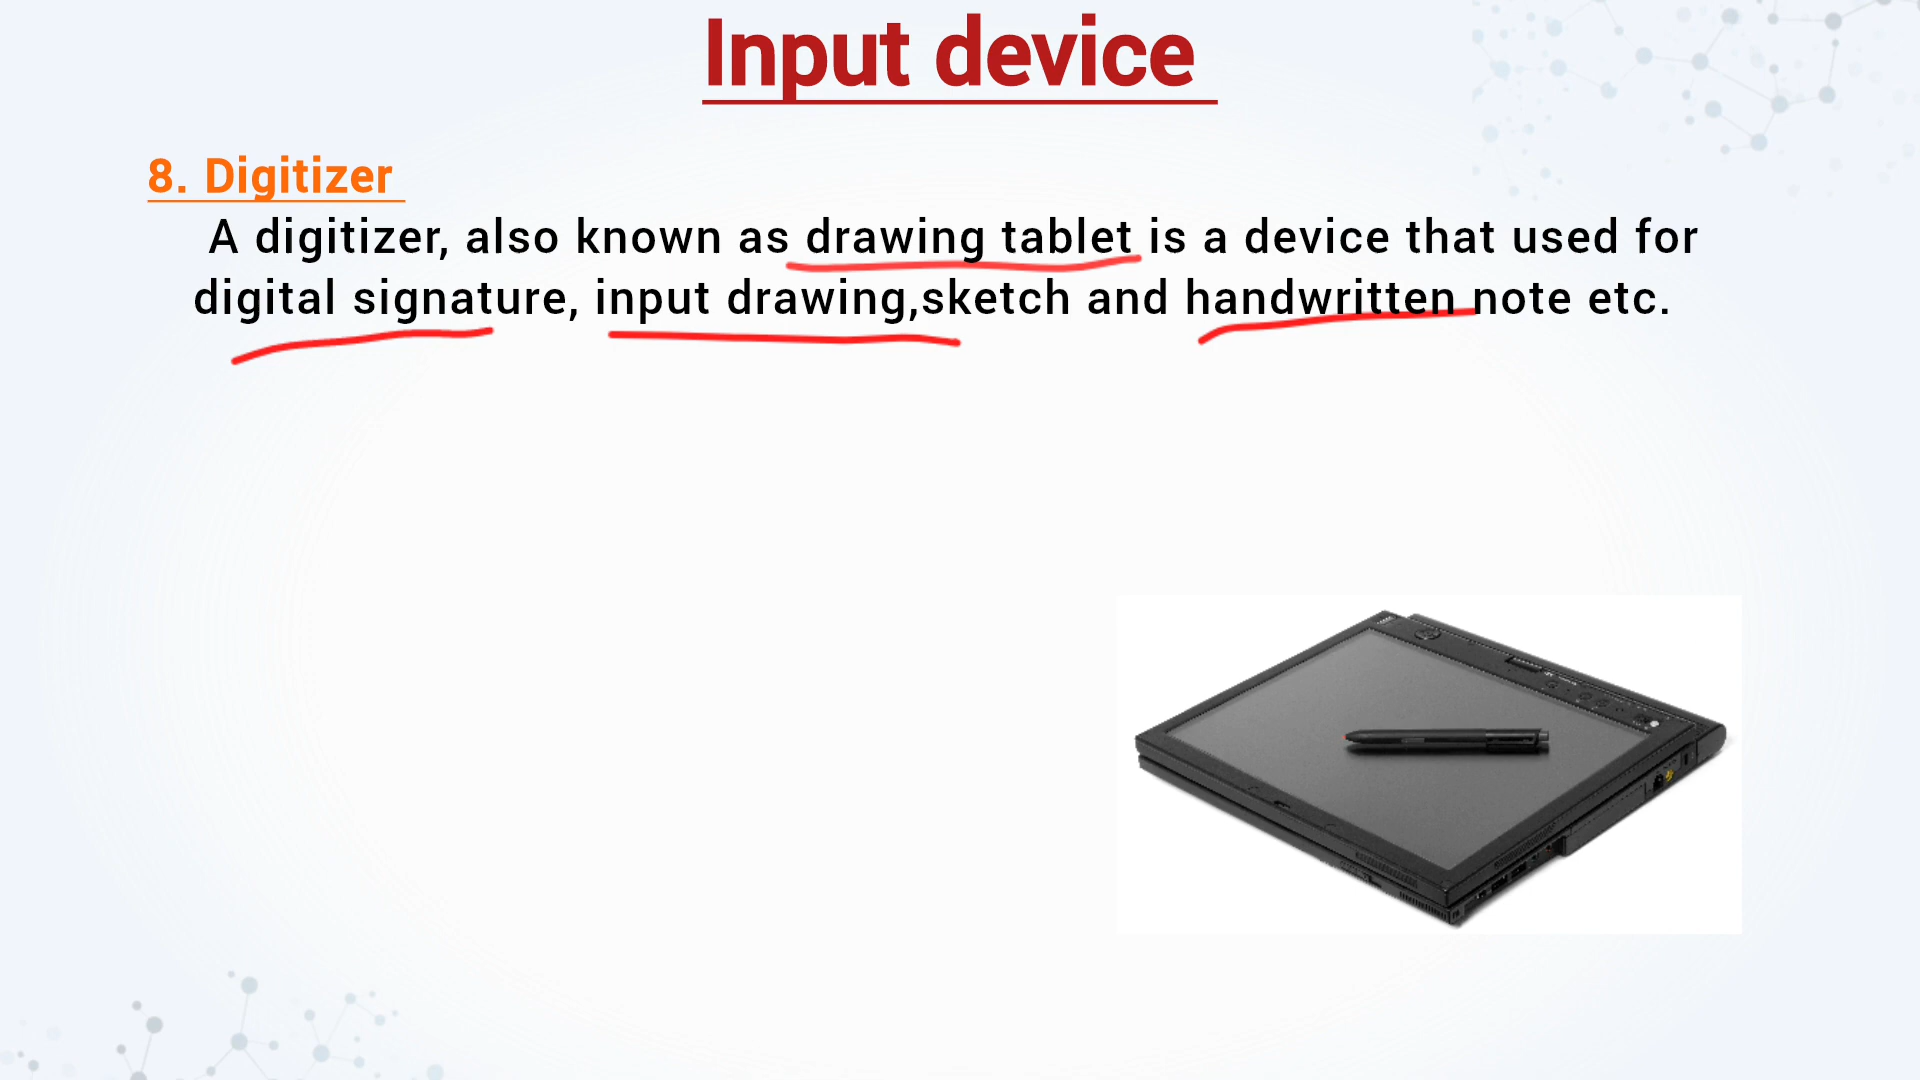 Input device
8. Digitizer
A digitizer, also known as drawing tablet is a device that used for
digital signature, input drawing,sketch and handwritten note etc.